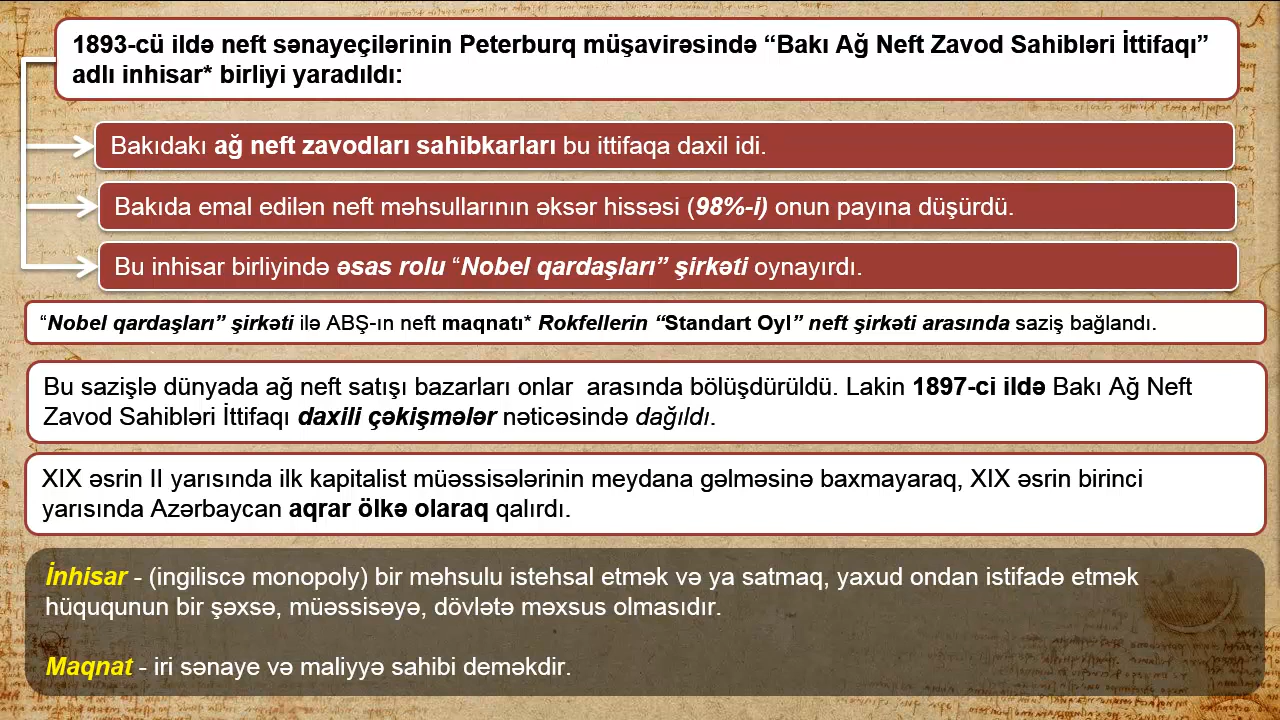 1893-cü ildə neft sənayeçilərinin Peterburq müşavirəsində “Bakı Ağ Neft Zavod Sahibləri İttifaqı”
adlı inhisar* birliyi yaradıldı:
Bakıdakı ağ neft zavodları sahibkarları bu ittifaqa daxil idi.
Bakıda emal edilən neft məhsullarının əksər hissəsi (98%-i) onun payına düşürdü.
Bu inhisar birliyində əsas rolu “Nobel qardaşları” şirkəti oynayırdı.
“Nobel qardaşları” şirkəti ilə ABŞ-ın neft maqnatı* Rokfellerin “Standart Oyl” neft şirkəti arasında saziş bağlandı.
Bu sazişlə dünyada ağ neft satışı bazarları onlar  arasında bölüşdürüldü. Lakin 1897-ci ildə Bakı Ağ Neft
Zavod Sahibləri İttifaqı daxili çəkişmələr nəticəsində dağıldı.
XIX əsrin II yarısında ilk kapitalist müəssisələrinin meydana gəlməsinə baxmayaraq, XIX əsrin birinci
yarısında Azərbaycan aqrar ölkə olaraq qalırdı.
İnhisar - (ingiliscə monopoly) bir məhsulu istehsal etmək və ya satmaq, yaxud ondan istifadə etmək
hüququnun bir şəxsə, müəssisəyə, dövlətə məxsus olmasıdır.
Maqnat - iri sənaye və maliyyə sahibi deməkdir.